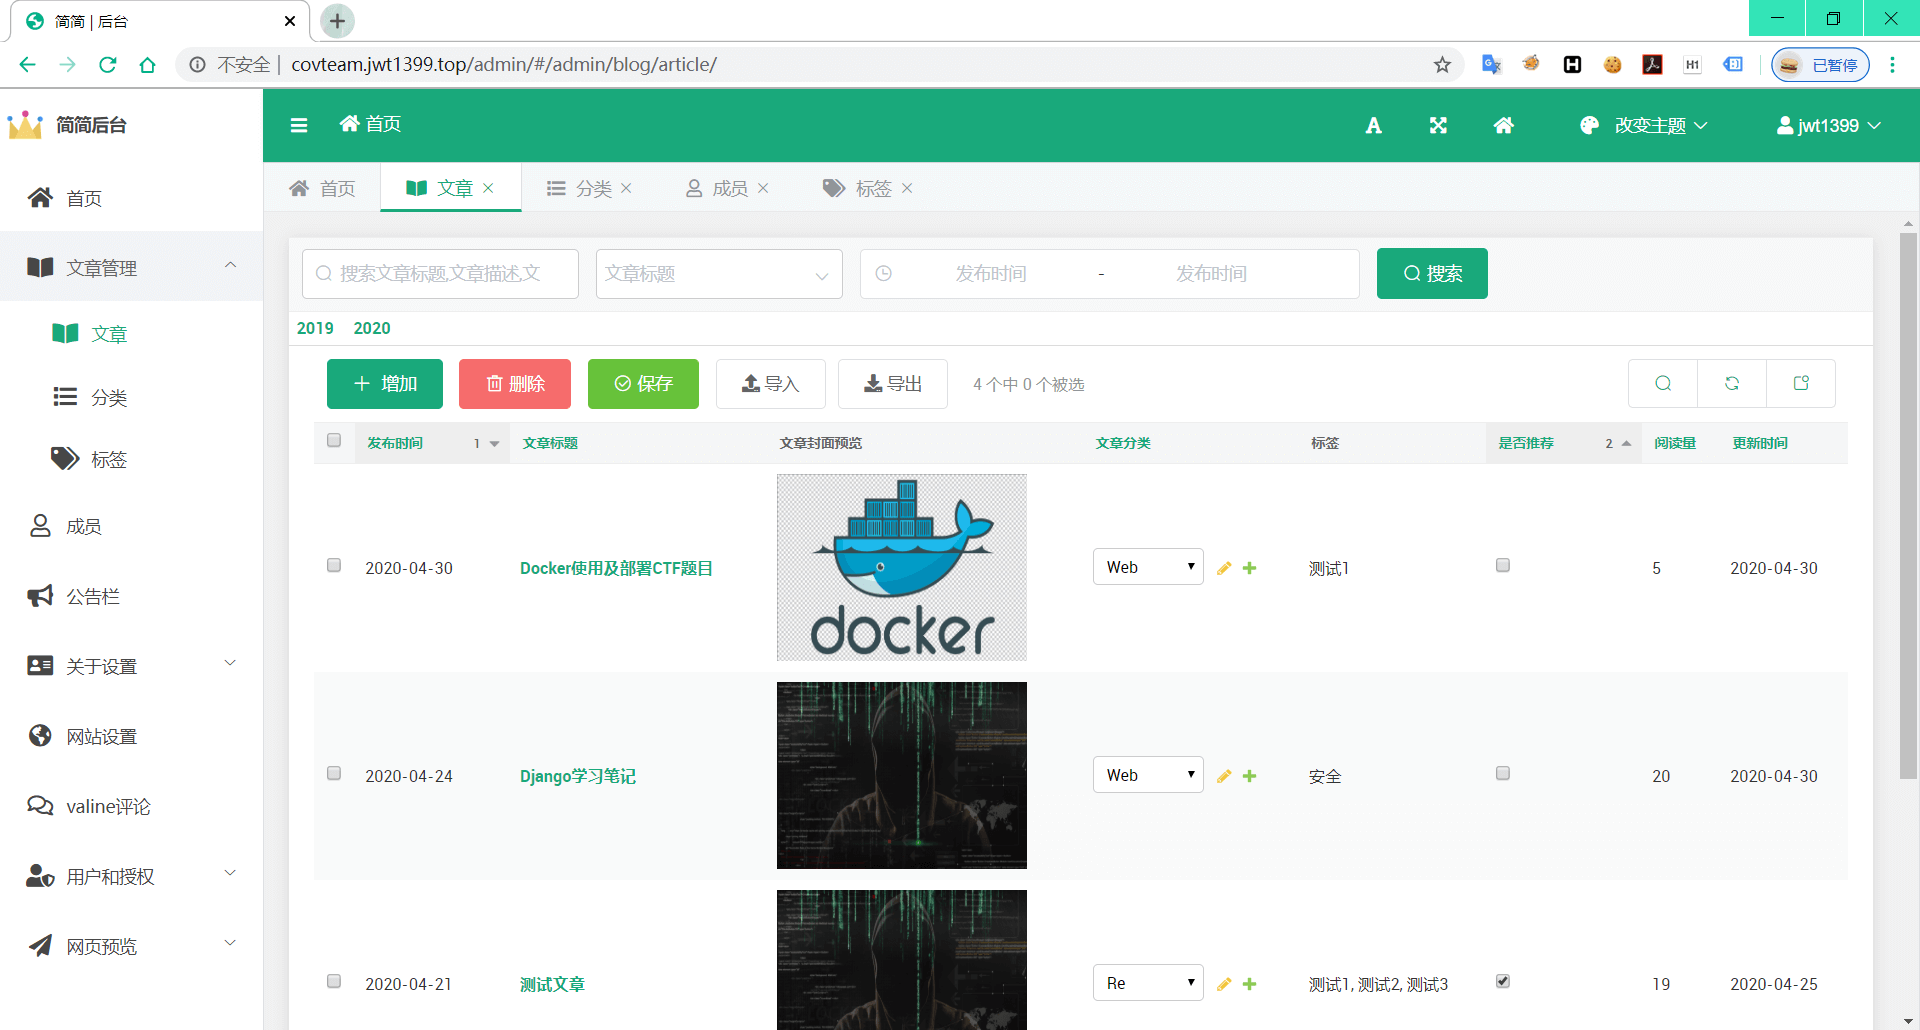 简简 | 后台
不安全 | covteam.jwt1399.top/admin/#/admin/blog/article/
H
H1
已暂停
简简后台
首页
改变主题
jwt1399
首页
文章管理
文章
分类
标签
成员
公告栏
关于设置
网站设置
valine评论
用户和授权
网页预览
首页
文章
分类
成员
标签
搜索文章标题,文章描述,文
文章标题
发布时间 - 发布时间
搜索
2019 2020
增加
删除
保存
导入
导出
4 个中 0 个被选
发布时间 1 文章标题 文章封面预览 文章分类 标签 是否推荐 2 阅读量 更新时间
2020-04-30 Docker使用及部署CTF题目 docker Web 测试1 5 2020-04-30
2020-04-24 Django学习笔记 Web 安全 20 2020-04-30
2020-04-21 测试文章 Re 测试1, 测试2, 测试3 19 2020-04-25